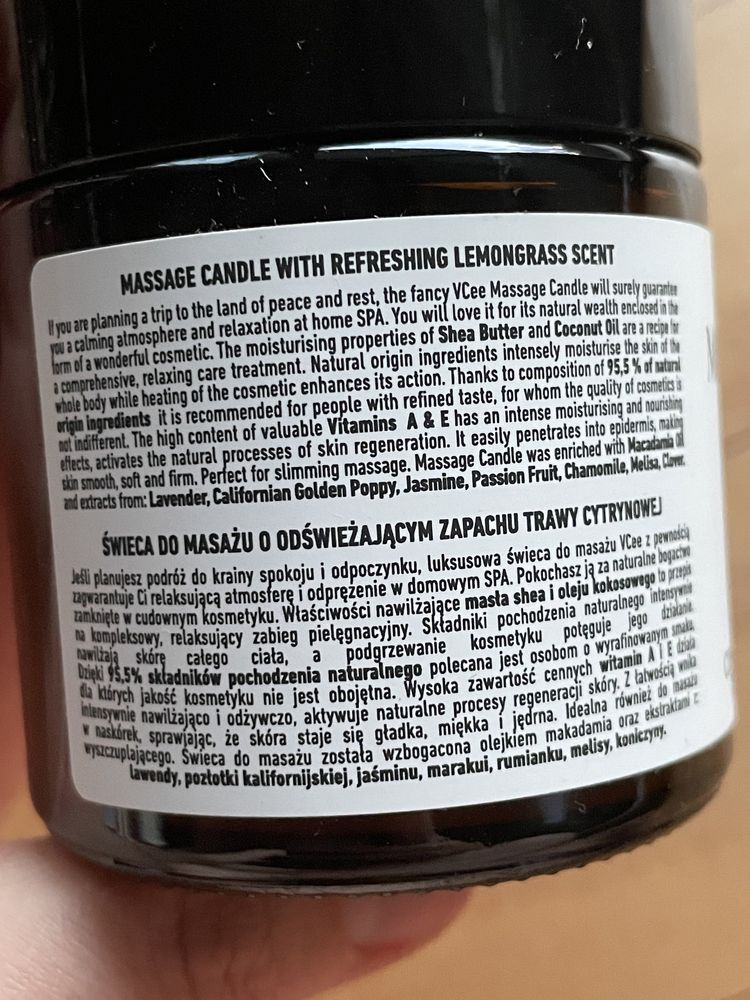 MASSAGE CANDLE WITH REFRESHING LEMONGRASS SCENT
If you are planning a trip to the land of peace and rest, the fancy VCee Massage Candle will surely guarantee
you a calming atmosphere and relaxation at home SPA. You will love it for its natural wealth enclosed in the
form of a wonderful cosmetic. The moisturising properties of Shea Butter and Coconut Oil are a recipe for
a comprehensive, relaxing care treatment. Natural origin ingredients intensely moisturise the skin of the
whole body while heating of the cosmetic enhances its action. Thanks to composition of 95,5 % of natural
origin ingredients it is recommended for people with refined taste, for whom the quality of cosmetics is
not indifferent. The high content of valuable Vitamins A & E has an intense moisturising and nourishing
effects, activates the natural processes of skin regeneration. It easily penetrates into epidermis, making
skin smooth, soft and firm. Perfect for slimming massage. Massage Candle was enriched with Macadamia Oil
and extracts from: Lavender, Californian Golden Poppy, Jasmine, Passion Fruit, Chamomile, Melisa, Clover.
ŚWIECA DO MASAŻU O ODŚWIEŻAJĄCYM ZAPACHU TRAWY CYTRYNOWEJ
Jeśli planujesz podróż do krainy spokoju i odpoczynku, luksusowa świeca do masażu VCee z pewnością
zagwarantuje Ci relaksującą atmosferę i odprężenie w domowym SPA. Pokochasz ją za naturalne bogactwo
zamknięte w cudownym kosmetyku. Właściwości nawilżające masła shea i oleju kokosowego to przepis
na kompleksowy, relaksujący zabieg pielęgnacyjny. Składniki pochodzenia naturalnego intensywnie
nawilżają skórę całego ciała, a podgrzewanie kosmetyku potęguje jego działanie.
Dzięki 95,5% składników pochodzenia naturalnego polecana jest osobom o wyrafinowanym smaku,
dla których jakość kosmetyku nie jest obojętna. Wysoka zawartość cennych witamin A i E działa
intensywnie nawilżająco i odżywczo, aktywuje naturalne procesy regeneracji skóry. Z łatwością wnika
w naskórek, sprawiając, że skóra staje się gładka, miękka i jędrna. Idealna również do masażu
wyszczuplającego. Świeca do masażu została wzbogacona olejkiem makadamia oraz ekstraktami z:
lawendy, pozłotki kalifornijskiej, jaśminu, marakui, rumianku, melisy, koniczyny.